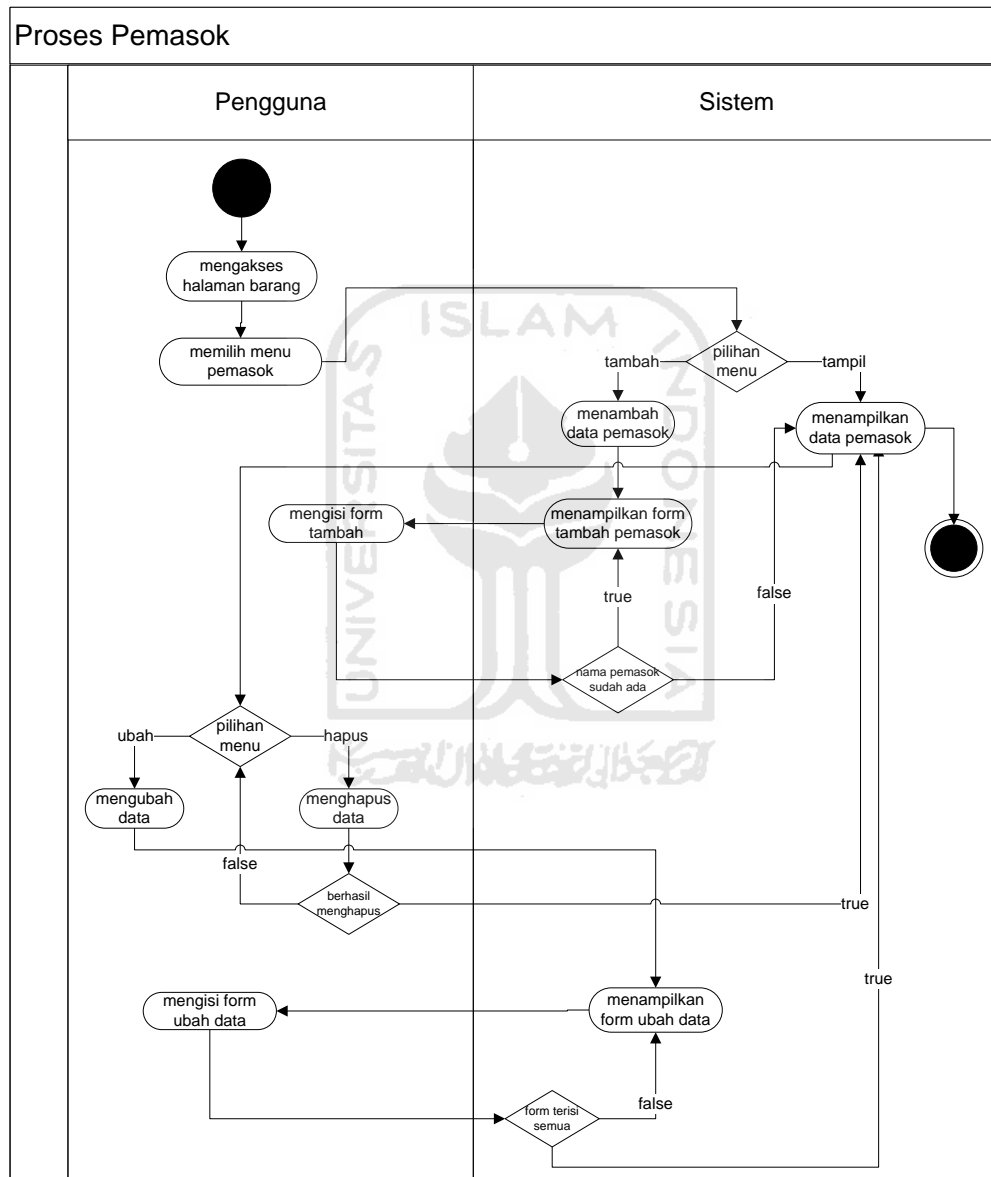 Proses Pemasok
Pengguna
Sistem
mengakses
halaman barang
memilih menu
pemasok
pilihan
menu
tambah
tampil
menambah
data pemasok
menampilkan
data pemasok
mengisi form
tambah
menampilkan form
tambah pemasok
true
false
nama pemasok
sudah ada
pilihan
menu
ubah
hapus
mengubah
data
menghapus
data
false
berhasil
menghapus
true
true
mengisi form
ubah data
menampilkan
form ubah data
form terisi
semua
false
UNIVERSITAS
ISLAM
INDONESIA